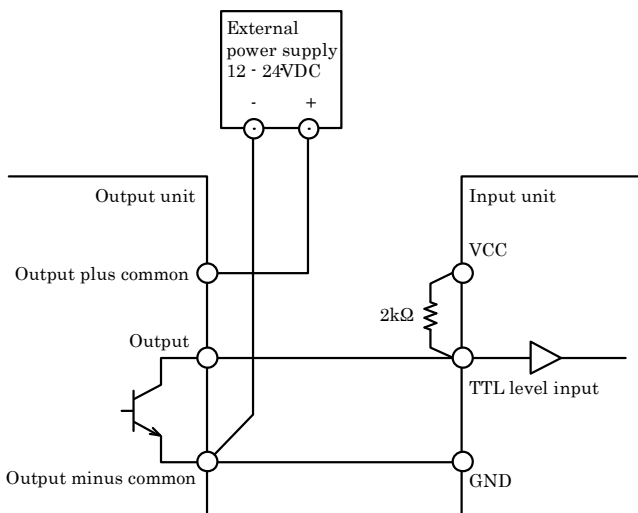 External
power supply
12 - 24VDC
- +
Output unit
Input unit
VCC
Output plus common
2kΩ
Output
TTL level input
Output minus common
GND